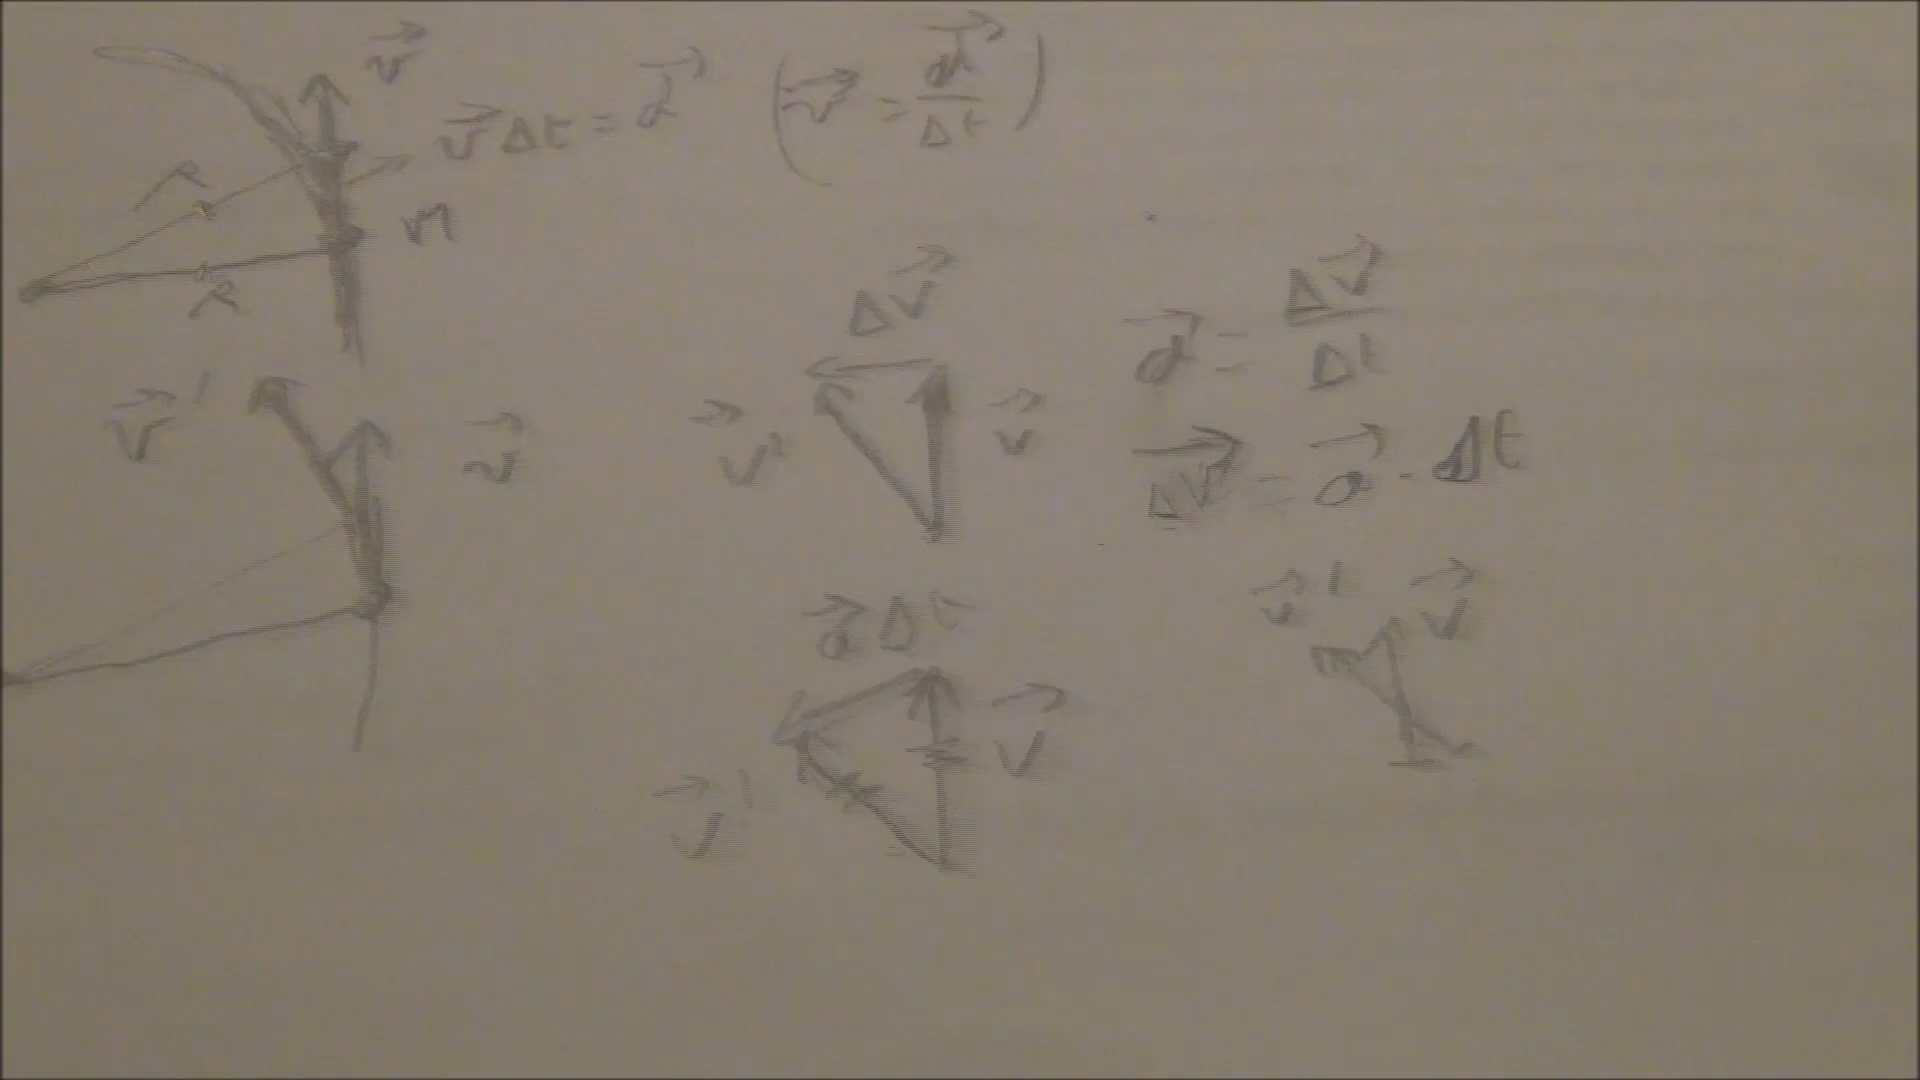 v⃗
v⃗ Δt = d⃗ (v⃗ = d⃗/Δt)
R
M
R
Δv⃗
a⃗ = Δv⃗/Δt
v⃗' v⃗
v⃗' v⃗
Δv⃗ = a⃗ · Δt
a⃗ Δt
v⃗' v⃗
v⃗' v⃗